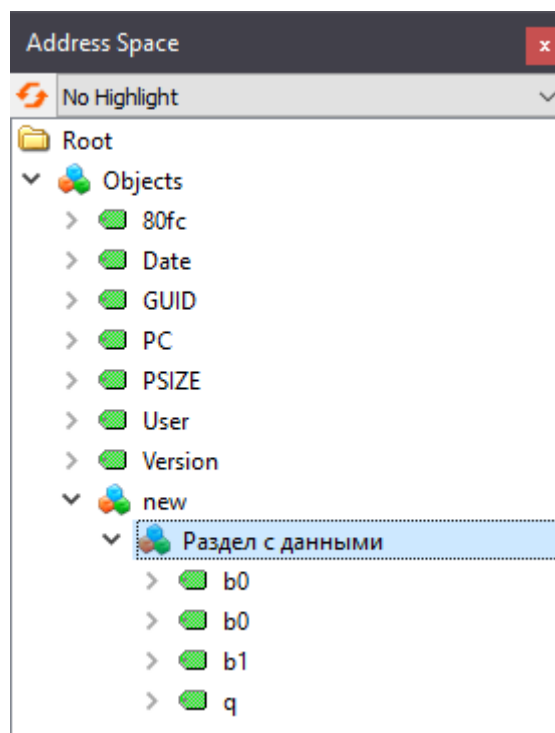 Address Space
x
No Highlight
Root
Objects
80fc
Date
GUID
PC
PSIZE
User
Version
new
Раздел с данными
b0
b0
b1
q